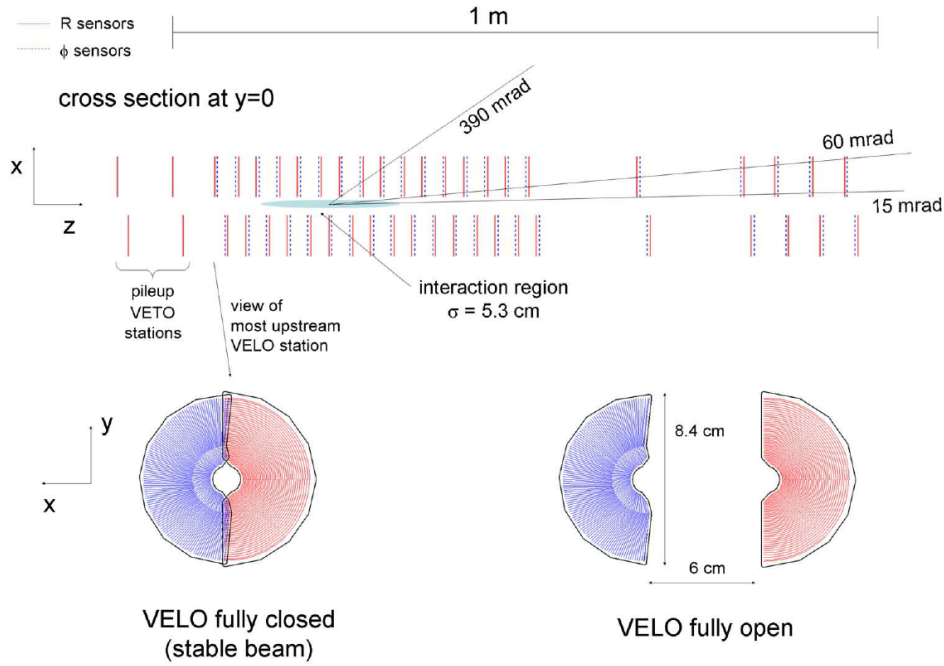 R sensors
ϕ sensors
1 m
cross section at y=0
390 mrad
60 mrad
15 mrad
x
z
pileup
VETO
stations
view of
most upstream
VELO station
interaction region
σ = 5.3 cm
y
x
8.4 cm
6 cm
VELO fully closed
(stable beam)
VELO fully open